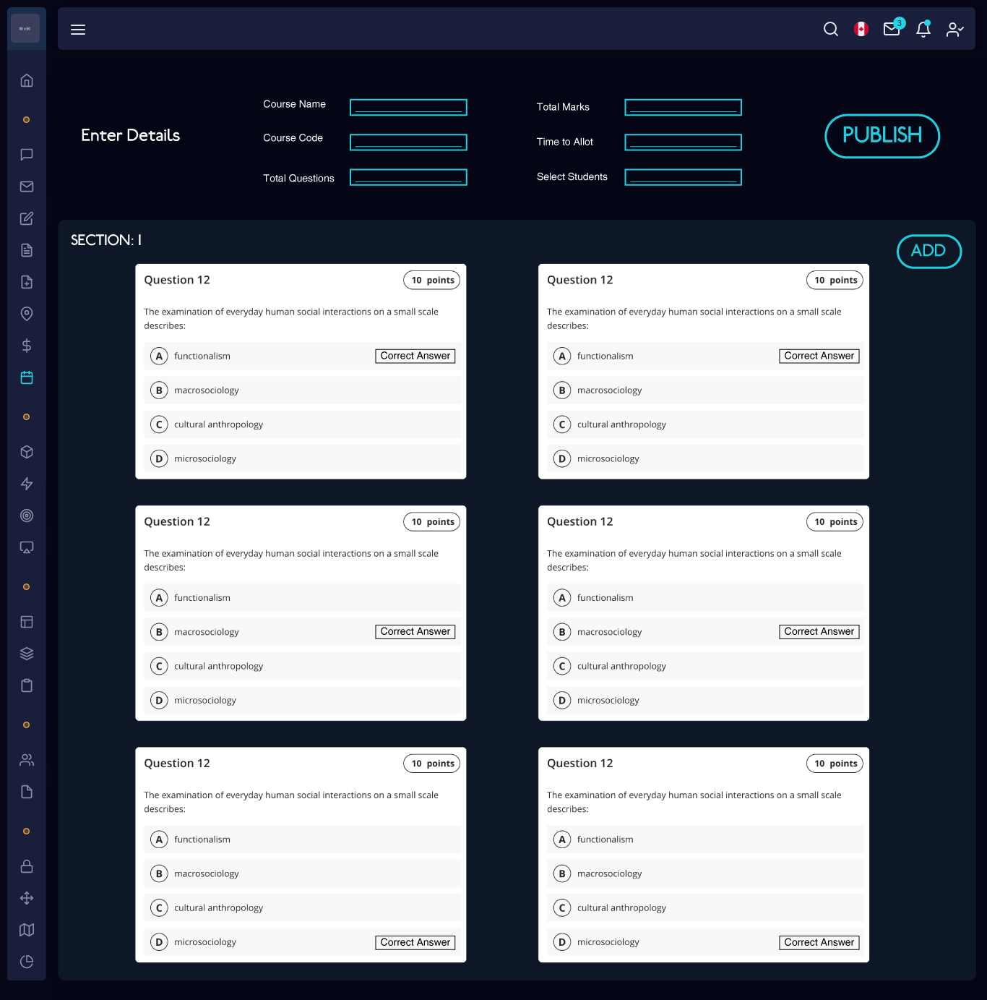 3
Enter Details
Course Name
Course Code
Total Questions
Total Marks
Time to Allot
Select Students
PUBLISH
SECTION: I
ADD
Question 12
10 points
The examination of everyday human social interactions on a small scale
describes:
A functionalism Correct Answer
B macrosociology
C cultural anthropology
D microsociology
Question 12
10 points
The examination of everyday human social interactions on a small scale
describes:
A functionalism Correct Answer
B macrosociology
C cultural anthropology
D microsociology
Question 12
10 points
The examination of everyday human social interactions on a small scale
describes:
A functionalism
B macrosociology Correct Answer
C cultural anthropology
D microsociology
Question 12
10 points
The examination of everyday human social interactions on a small scale
describes:
A functionalism
B macrosociology Correct Answer
C cultural anthropology
D microsociology
Question 12
10 points
The examination of everyday human social interactions on a small scale
describes:
A functionalism
B macrosociology
C cultural anthropology
D microsociology Correct Answer
Question 12
10 points
The examination of everyday human social interactions on a small scale
describes:
A functionalism
B macrosociology
C cultural anthropology
D microsociology Correct Answer